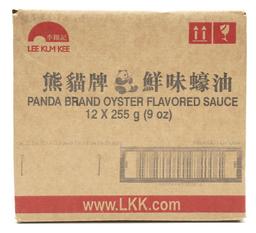 李錦記
LEE KUM KEE
熊貓牌 鮮味蠔油
PANDA BRAND OYSTER FLAVORED SAUCE
12 X 255 g (9 oz)
www.LKK.com